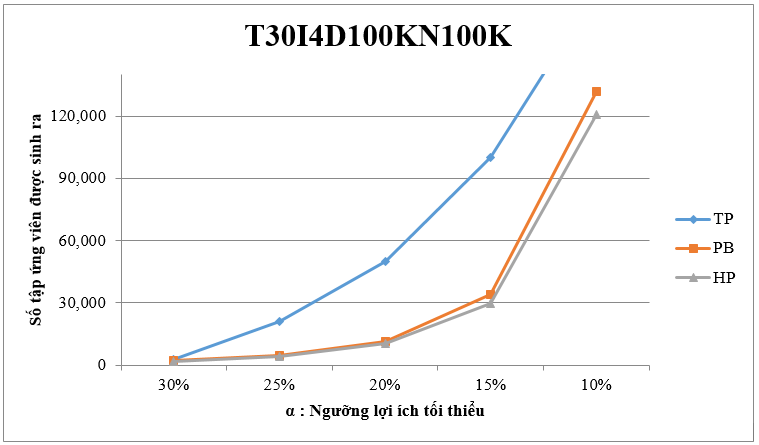 T30I4D100KN100K
Số tập ứng viên được sinh ra
120,000
90,000
60,000
30,000
0
30%
25%
20%
15%
10%
α : Ngưỡng lợi ích tối thiểu
TP
PB
HP